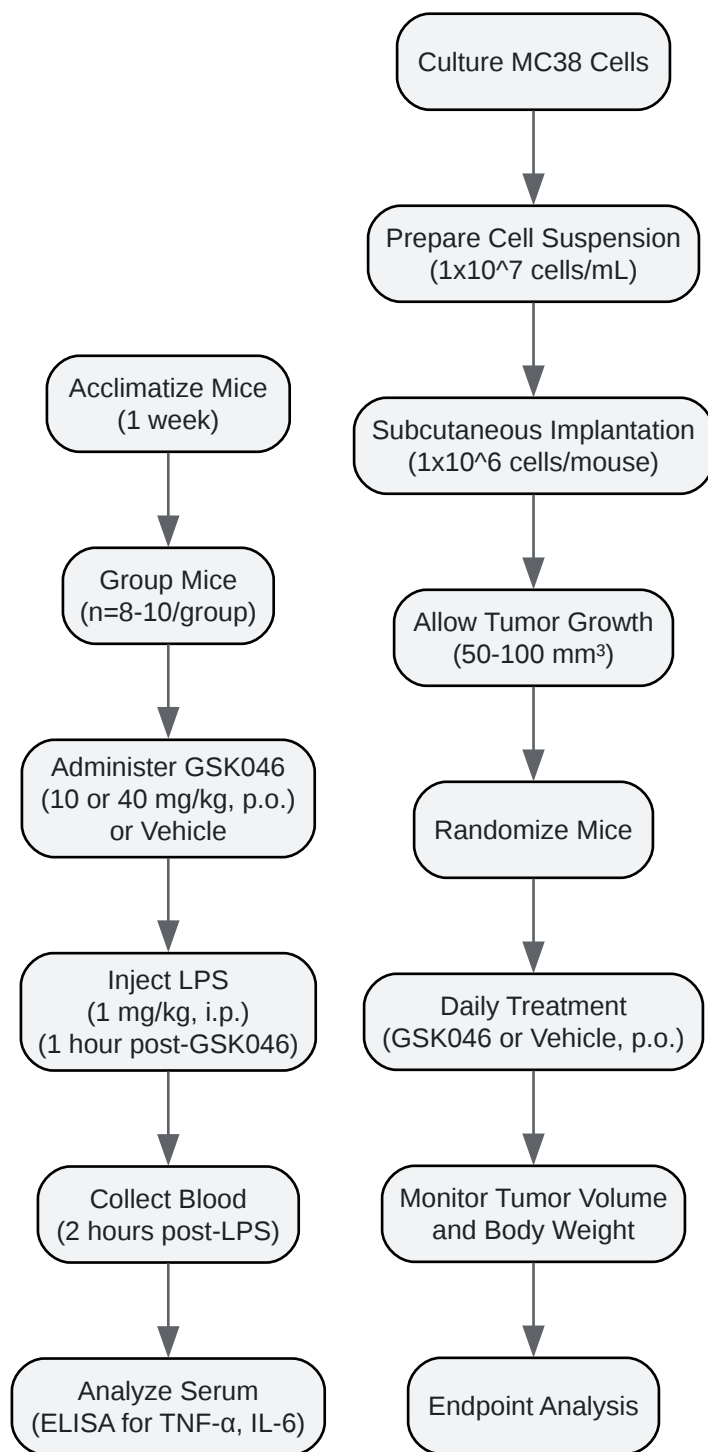 Culture MC38 Cells
Prepare Cell Suspension
(1x10^7 cells/mL)
Subcutaneous Implantation
(1x10^6 cells/mouse)
Allow Tumor Growth
(50-100 mm³)
Randomize Mice
Daily Treatment
(GSK046 or Vehicle, p.o.)
Monitor Tumor Volume
and Body Weight
Endpoint Analysis
Acclimatize Mice
(1 week)
Group Mice
(n=8-10/group)
Administer GSK046
(10 or 40 mg/kg, p.o.)
or Vehicle
Inject LPS
(1 mg/kg, i.p.)
(1 hour post-GSK046)
Collect Blood
(2 hours post-LPS)
Analyze Serum
(ELISA for TNF-α, IL-6)